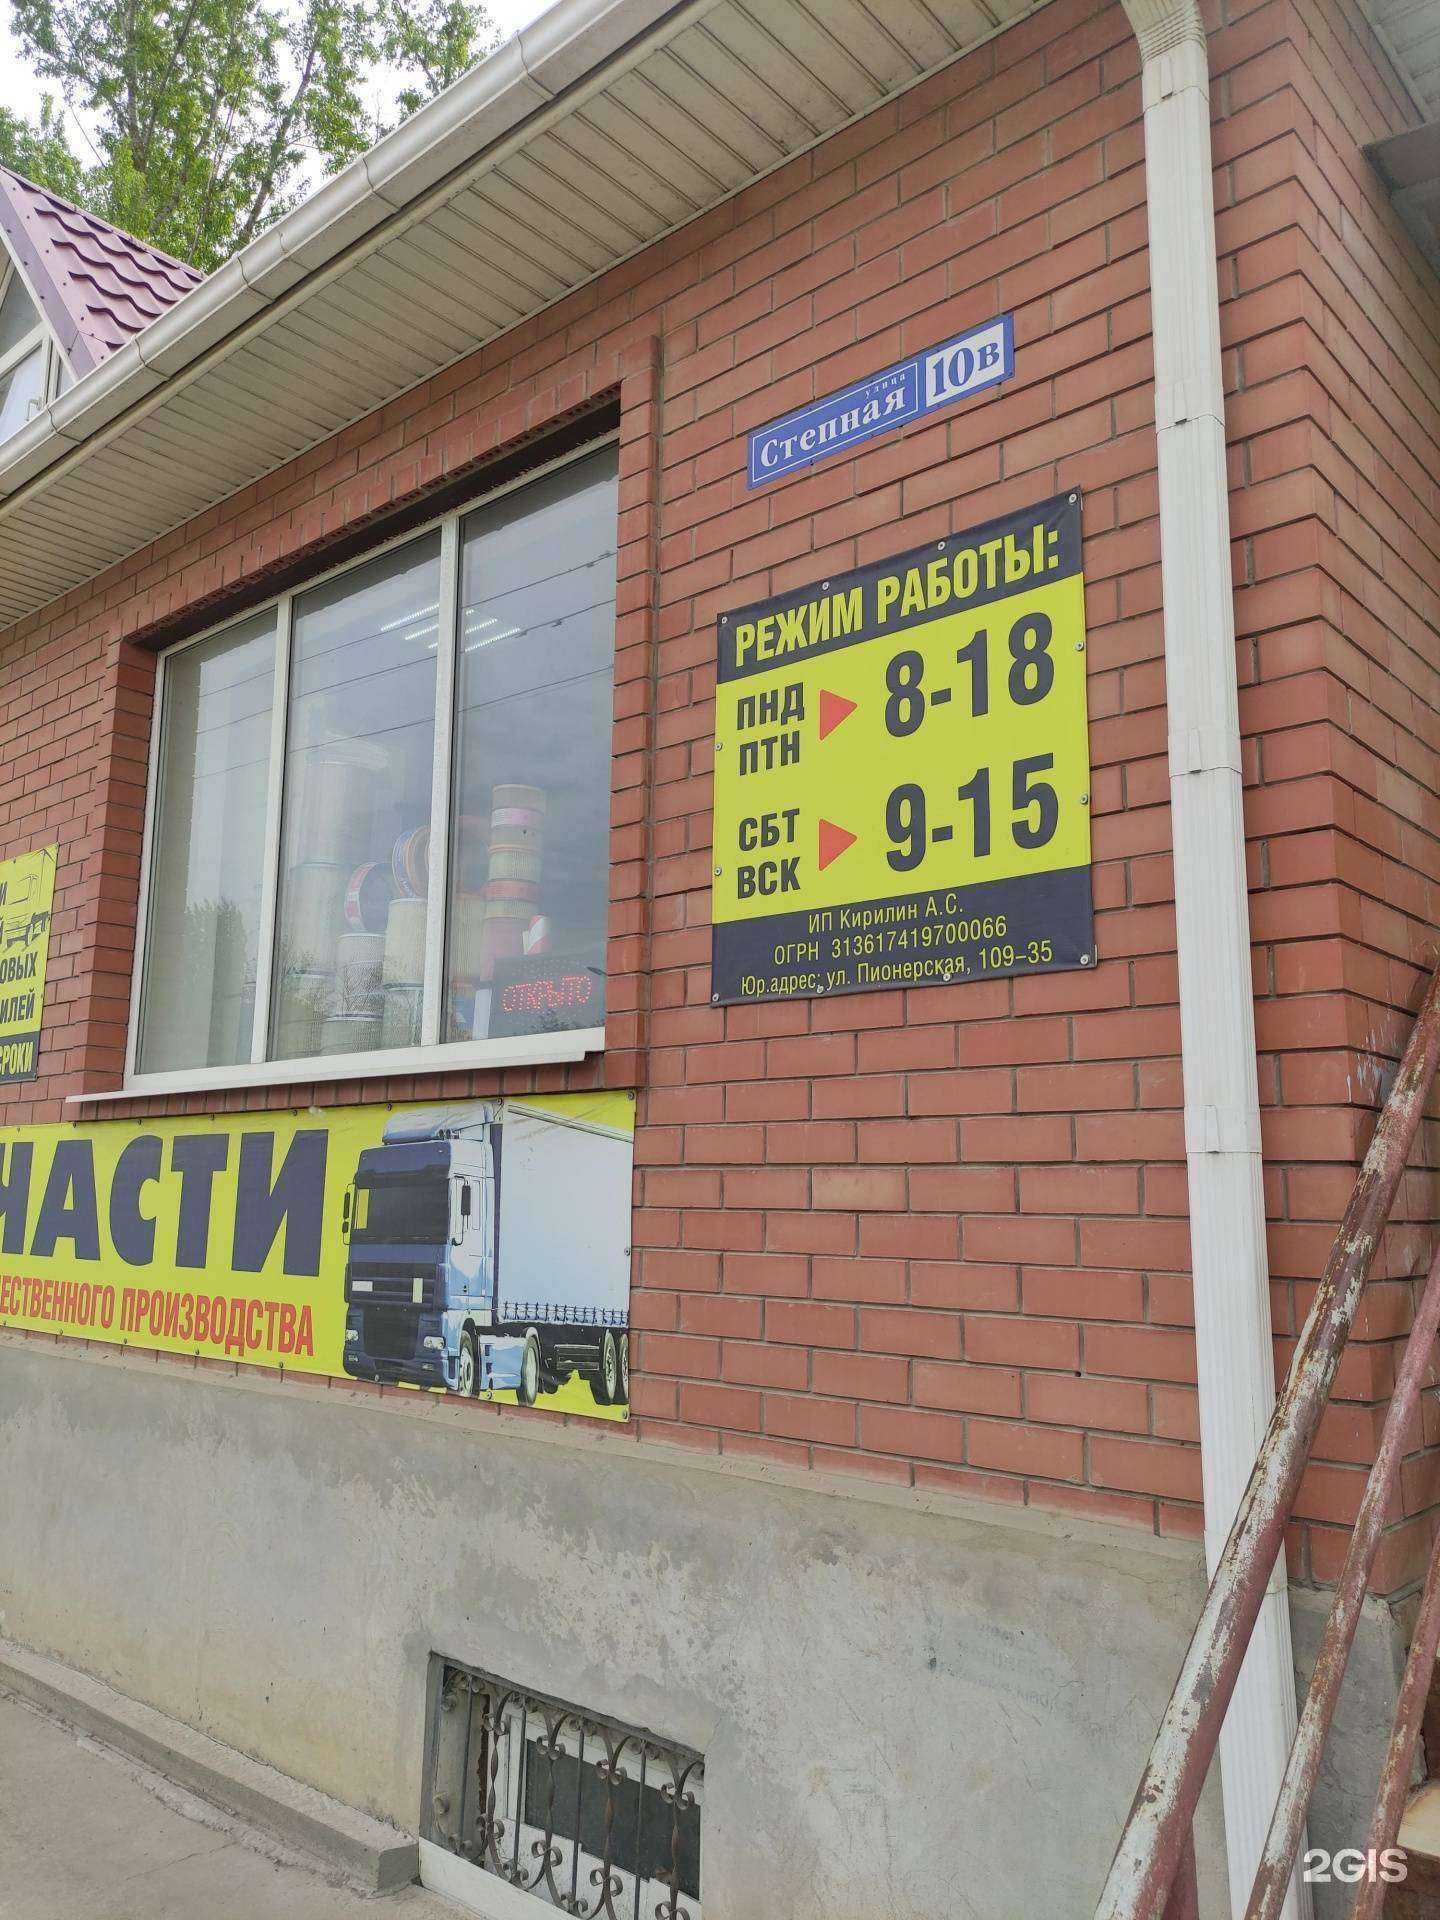 улица
Степная
10В
РЕЖИМ РАБОТЫ:
ПНД
ПТН
8-18
СБТ
ВСК
9-15
ИП Кирилин А.С.
ОГРН 313617419700066
Юр.адрес: ул. Пионерская, 109-35
ОТКРЫТО
И
Й
ОВЫХ
ИЛЕЙ
СРОКИ
ЧАСТИ
ЕСТВЕННОГО ПРОИЗВОДСТВА
2GIS